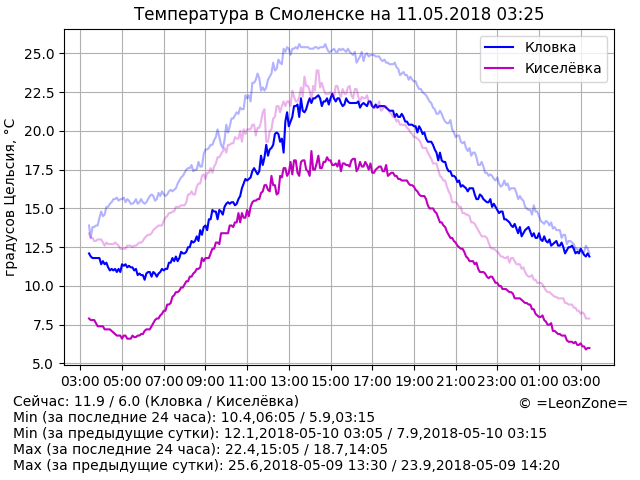 Температура в Смоленске на 11.05.2018 03:25
градусов Цельсия, °C
25.0
22.5
20.0
17.5
15.0
12.5
10.0
7.5
5.0
Кловка
Киселёвка
03:00 05:00 07:00 09:00 11:00 13:00 15:00 17:00 19:00 21:00 23:00 01:00 03:00
Сейчас: 11.9 / 6.0 (Кловка / Киселёвка)
© =LeonZone=
Min (за последние 24 часа): 10.4,06:05 / 5.9,03:15
Min (за предыдущие сутки): 12.1,2018-05-10 03:05 / 7.9,2018-05-10 03:15
Max (за последние 24 часа): 22.4,15:05 / 18.7,14:05
Max (за предыдущие сутки): 25.6,2018-05-09 13:30 / 23.9,2018-05-09 14:20